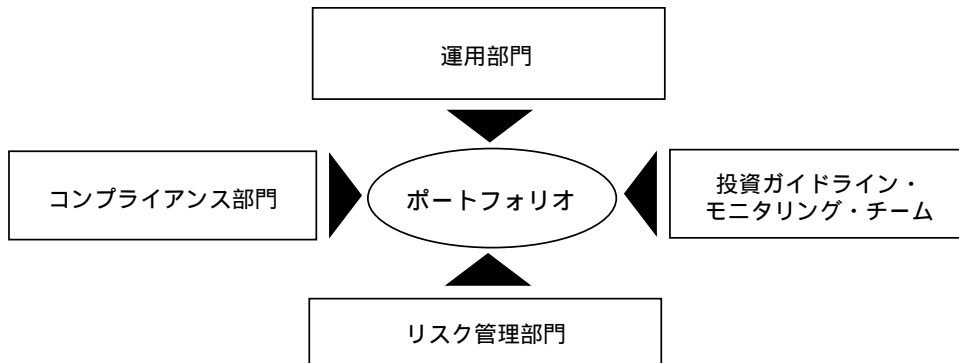 運用部門
コンプライアンス部門
ポートフォリオ
投資ガイドライン・
モニタリング・チーム
リスク管理部門